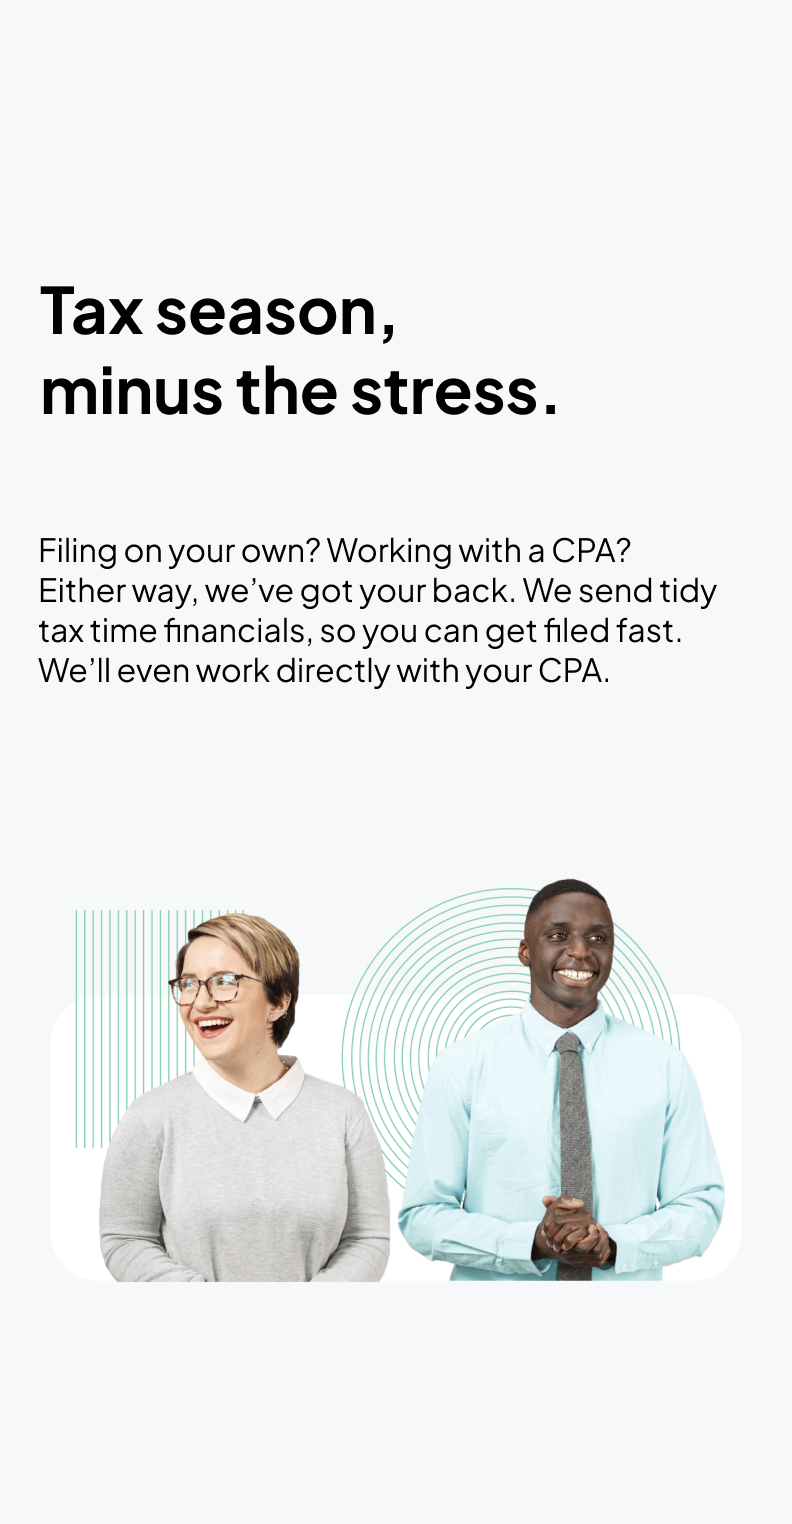 Tax season,
minus the stress.
Filing on your own? Working with a CPA?
Either way, we’ve got your back. We send tidy
tax time financials, so you can get filed fast.
We’ll even work directly with your CPA.